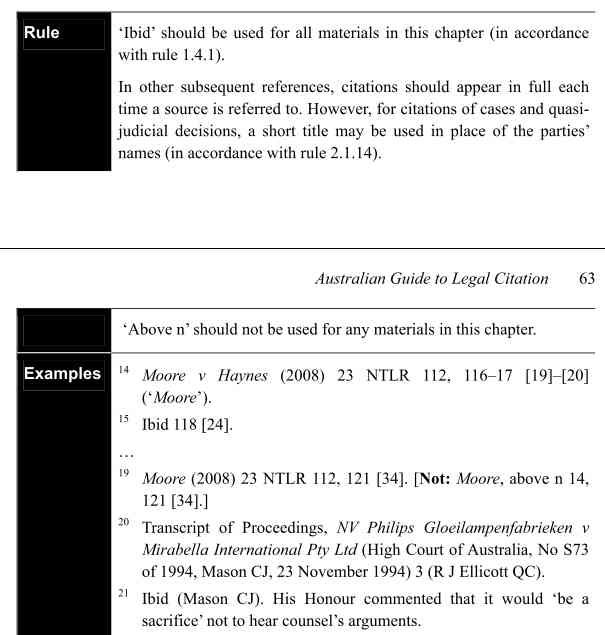 Rule
‘Ibid’ should be used for all materials in this chapter (in accordance
with rule 1.4.1).
In other subsequent references, citations should appear in full each
time a source is referred to. However, for citations of cases and quasi-
judicial decisions, a short title may be used in place of the parties’
names (in accordance with rule 2.1.14).
Australian Guide to Legal Citation 63
‘Above n’ should not be used for any materials in this chapter.
Examples
14 Moore v Haynes (2008) 23 NTLR 112, 116–17 [19]–[20]
(‘Moore’).
15 Ibid 118 [24].
…
19 Moore (2008) 23 NTLR 112, 121 [34]. [Not: Moore, above n 14,
121 [34].]
20 Transcript of Proceedings, NV Philips Gloeilampenfabrieken v
Mirabella International Pty Ltd (High Court of Australia, No S73
of 1994, Mason CJ, 23 November 1994) 3 (R J Ellicott QC).
21 Ibid (Mason CJ). His Honour commented that it would ‘be a
sacrifice’ not to hear counsel’s arguments.